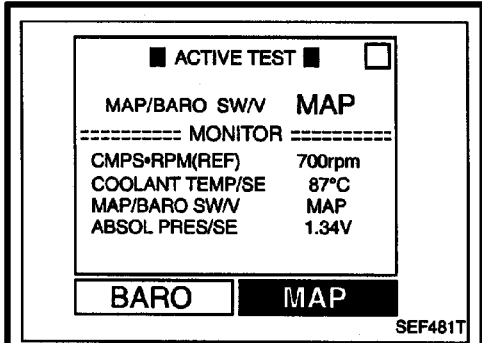 ■ ACTIVE TEST ■ □
MAP/BARO SW/V MAP
========== MONITOR ==========
CMPS•RPM(REF) 700rpm
COOLANT TEMP/SE 87°C
MAP/BARO SW/V MAP
ABSOL PRES/SE 1.34V
BARO MAP
SEF481T